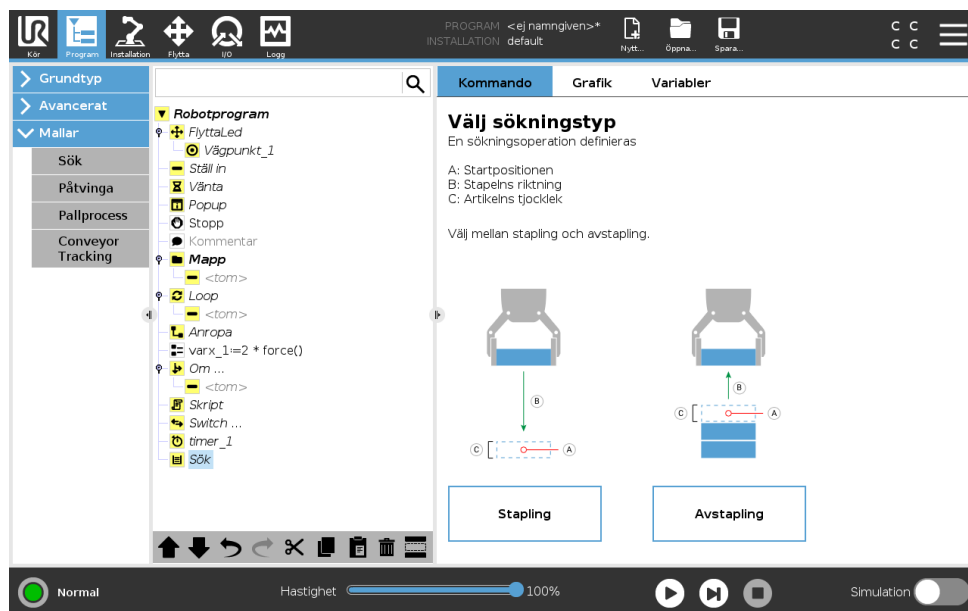 UR
Kör
Program
Installation
Flytta
I/O
Logg
PROGRAM <ej namngiven>*
INSTALLATION default
Nytt...
Öppna...
Spara...
C C
C C
Grundtyp
Avancerat
Mallar
Sök
Påtvinga
Pallprocess
Conveyor
Tracking
Robotprogram
FlyttaLed
Vägpunkt_1
Ställ in
Vänta
Popup
Stopp
Kommentar
Mapp
<tom>
Loop
<tom>
Anropa
varx_1:=2 * force()
Om ...
<tom>
Skript
Switch ...
timer_1
Sök
Kommando
Grafik
Variabler
Välj sökningstyp
En sökningsoperation definieras
A: Startpositionen
B: Stapelns riktning
C: Artikelns tjocklek
Välj mellan stapling och avstapling.
B
C
A
B
C
A
Stapling
Avstapling
Normal
Hastighet
100%
Simulation